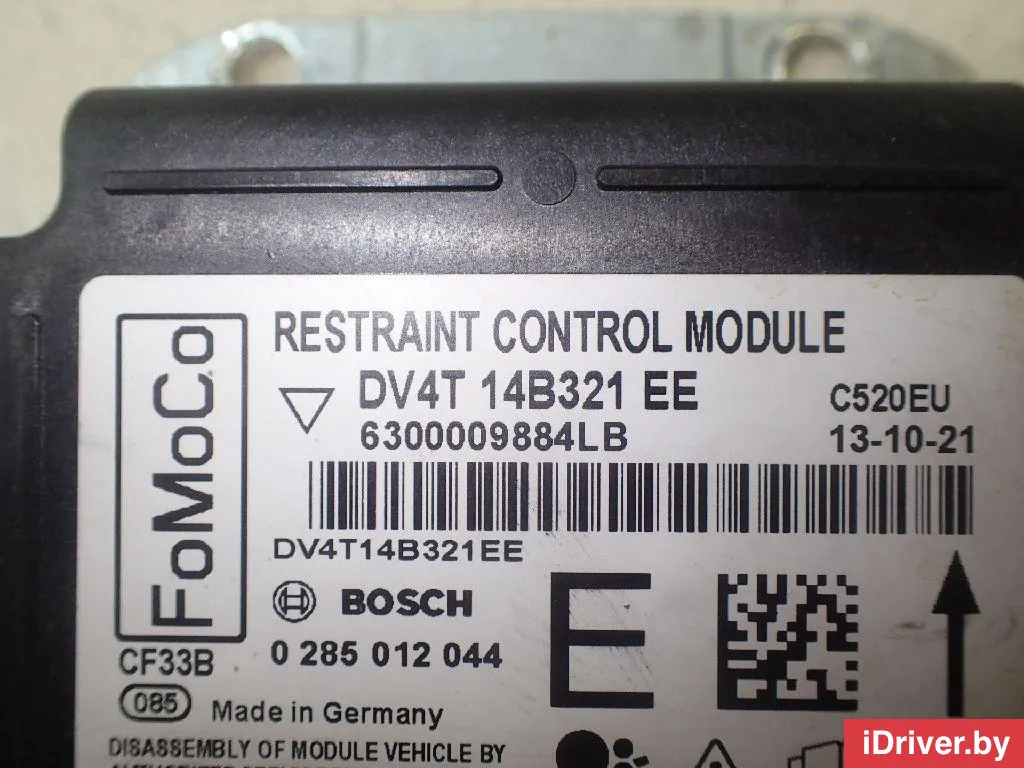 RESTRAINT CONTROL MODULE
DV4T 14B321 EE
6300009884LB
C520EU
13-10-21
FoMoCo
DV4T14B321EE
BOSCH
0 285 012 044
E
CF33B
085
Made in Germany
DISASSEMBLY OF MODULE VEHICLE BY
iDriver.by